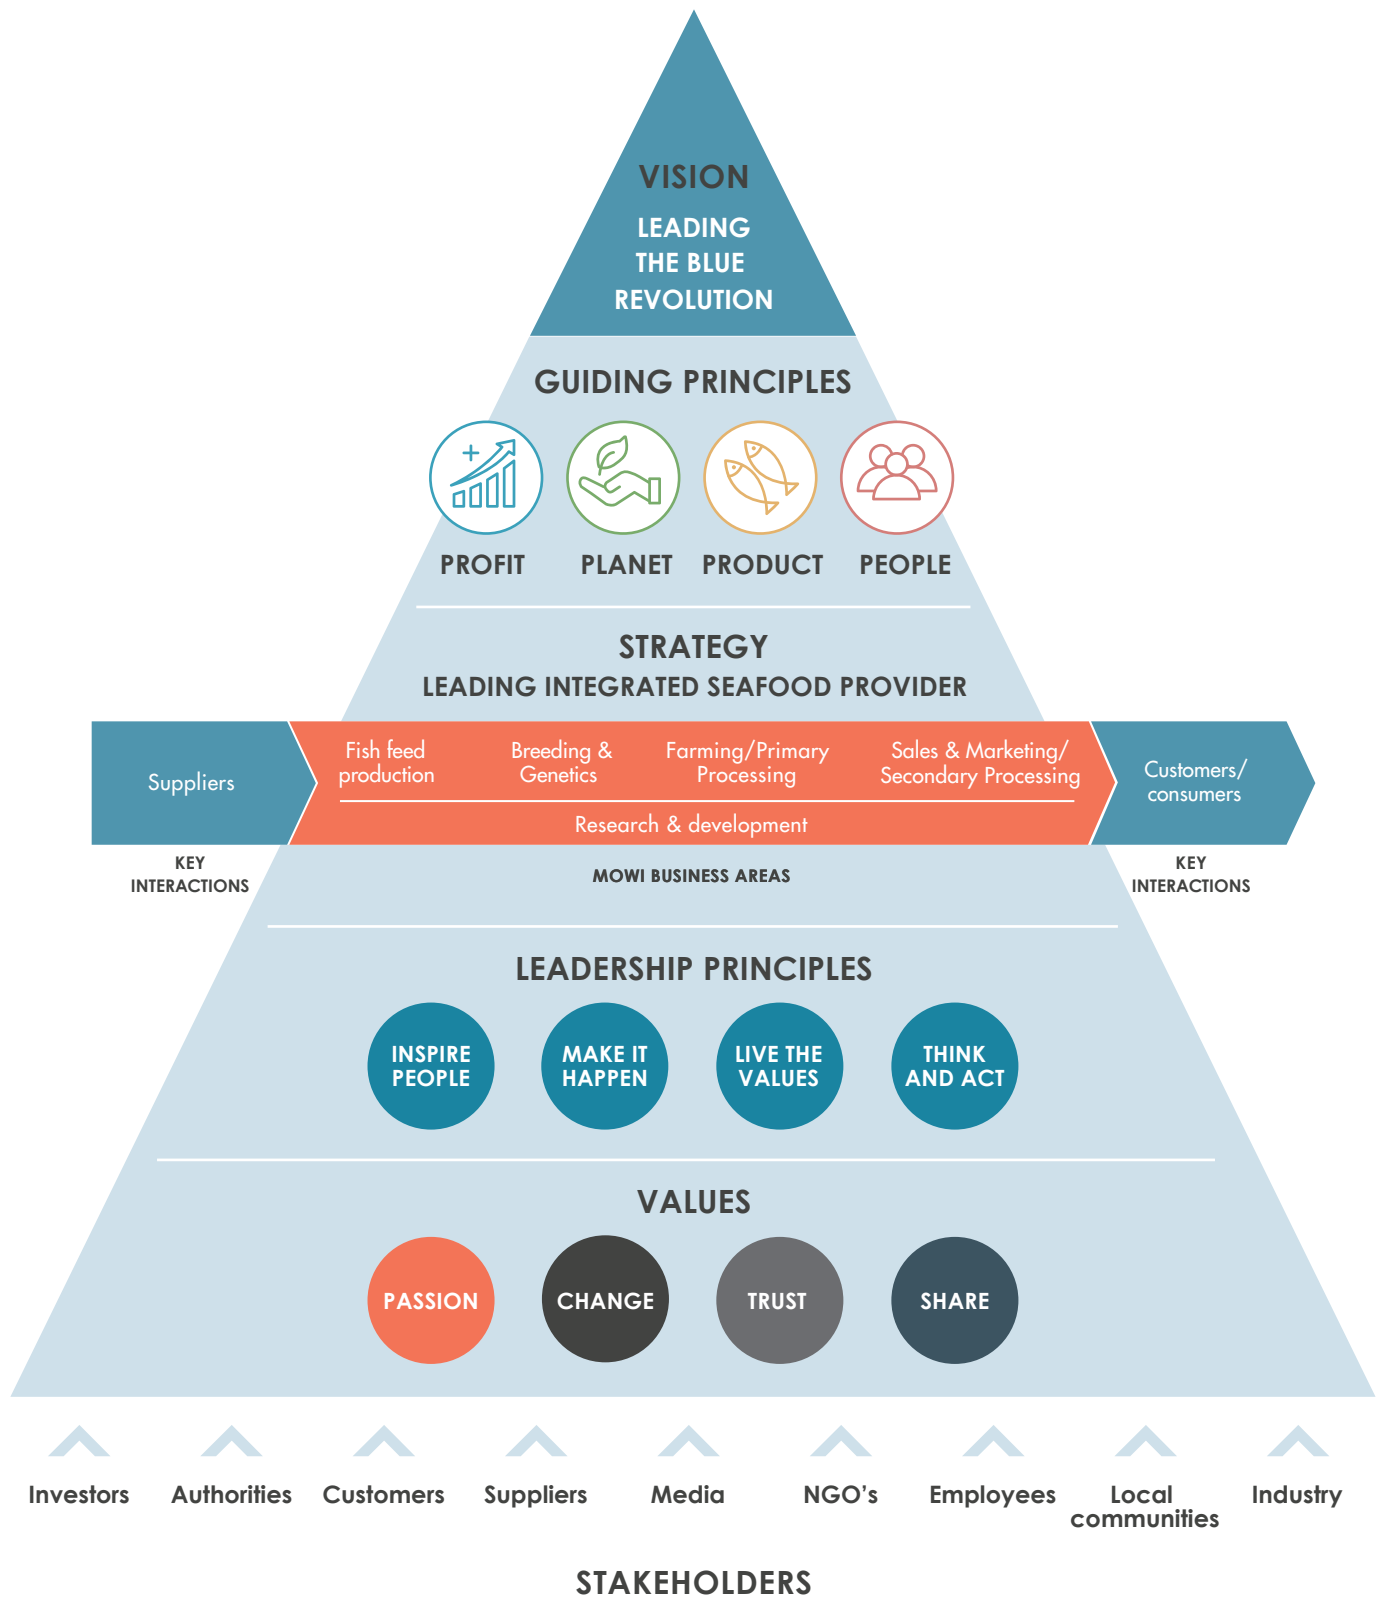 VISION
LEADING
THE BLUE
REVOLUTION
GUIDING PRINCIPLES
PROFIT
PLANET
PRODUCT
PEOPLE
STRATEGY
LEADING INTEGRATED SEAFOOD PROVIDER
Suppliers
Fish feed
production
Breeding &
Genetics
Farming/Primary
Processing
Sales & Marketing/
Secondary Processing
Research & development
Customers/
consumers
KEY
INTERACTIONS
MOWI BUSINESS AREAS
KEY
INTERACTIONS
LEADERSHIP PRINCIPLES
INSPIRE
PEOPLE
MAKE IT
HAPPEN
LIVE THE
VALUES
THINK
AND ACT
VALUES
PASSION
CHANGE
TRUST
SHARE
Investors
Authorities
Customers
Suppliers
Media
NGO's
Employees
Local
communities
Industry
STAKEHOLDERS